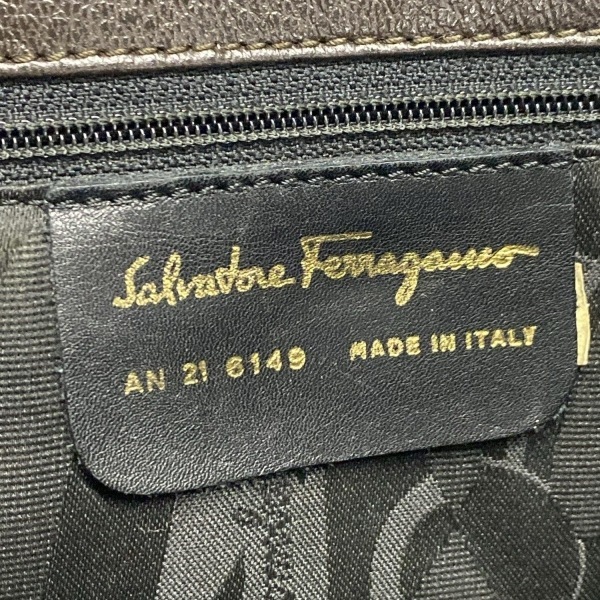 Salvatore Ferragamo
AN 21 6149 MADE IN ITALY